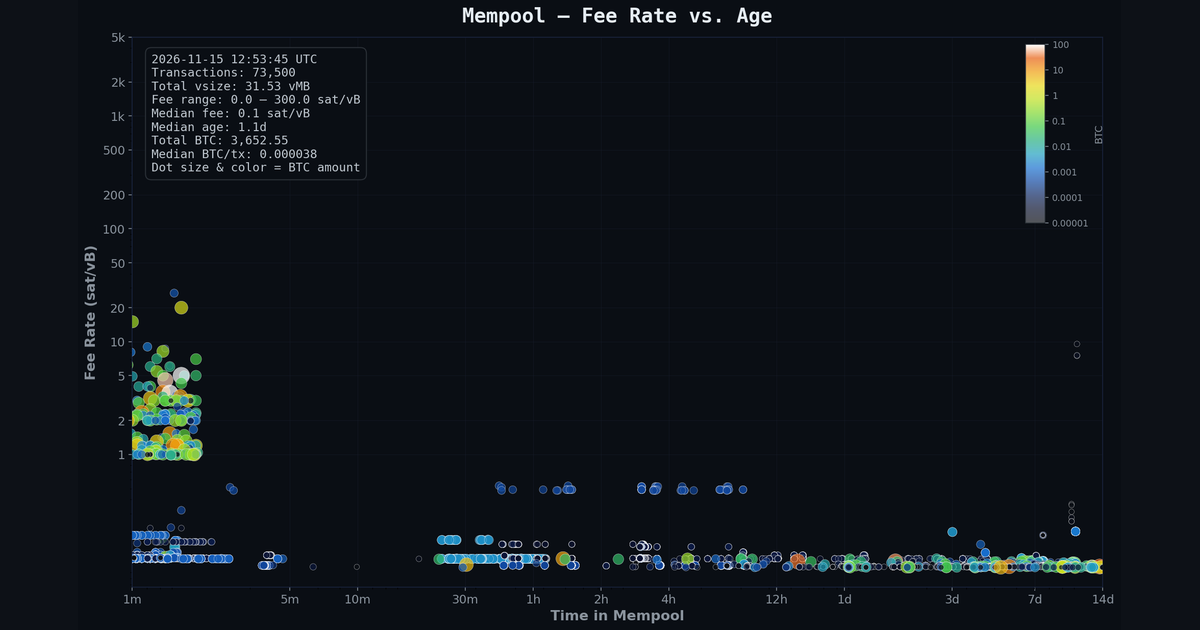 Mempool — Fee Rate vs. Age
5k
2k
1k
500
200
100
50
20
10
5
2
1
Fee Rate (sat/vB)
2026-11-15 12:53:45 UTC
Transactions: 73,500
Total vsize: 31.53 vMB
Fee range: 0.0 — 300.0 sat/vB
Median fee: 0.1 sat/vB
Median age: 1.1d
Total BTC: 3,652.55
Median BTC/tx: 0.000038
Dot size & color = BTC amount
100
10
1
0.1
0.01
0.001
0.0001
0.00001
BTC
1m 5m 10m 30m 1h 2h 4h 12h 1d 3d 7d 14d
Time in Mempool